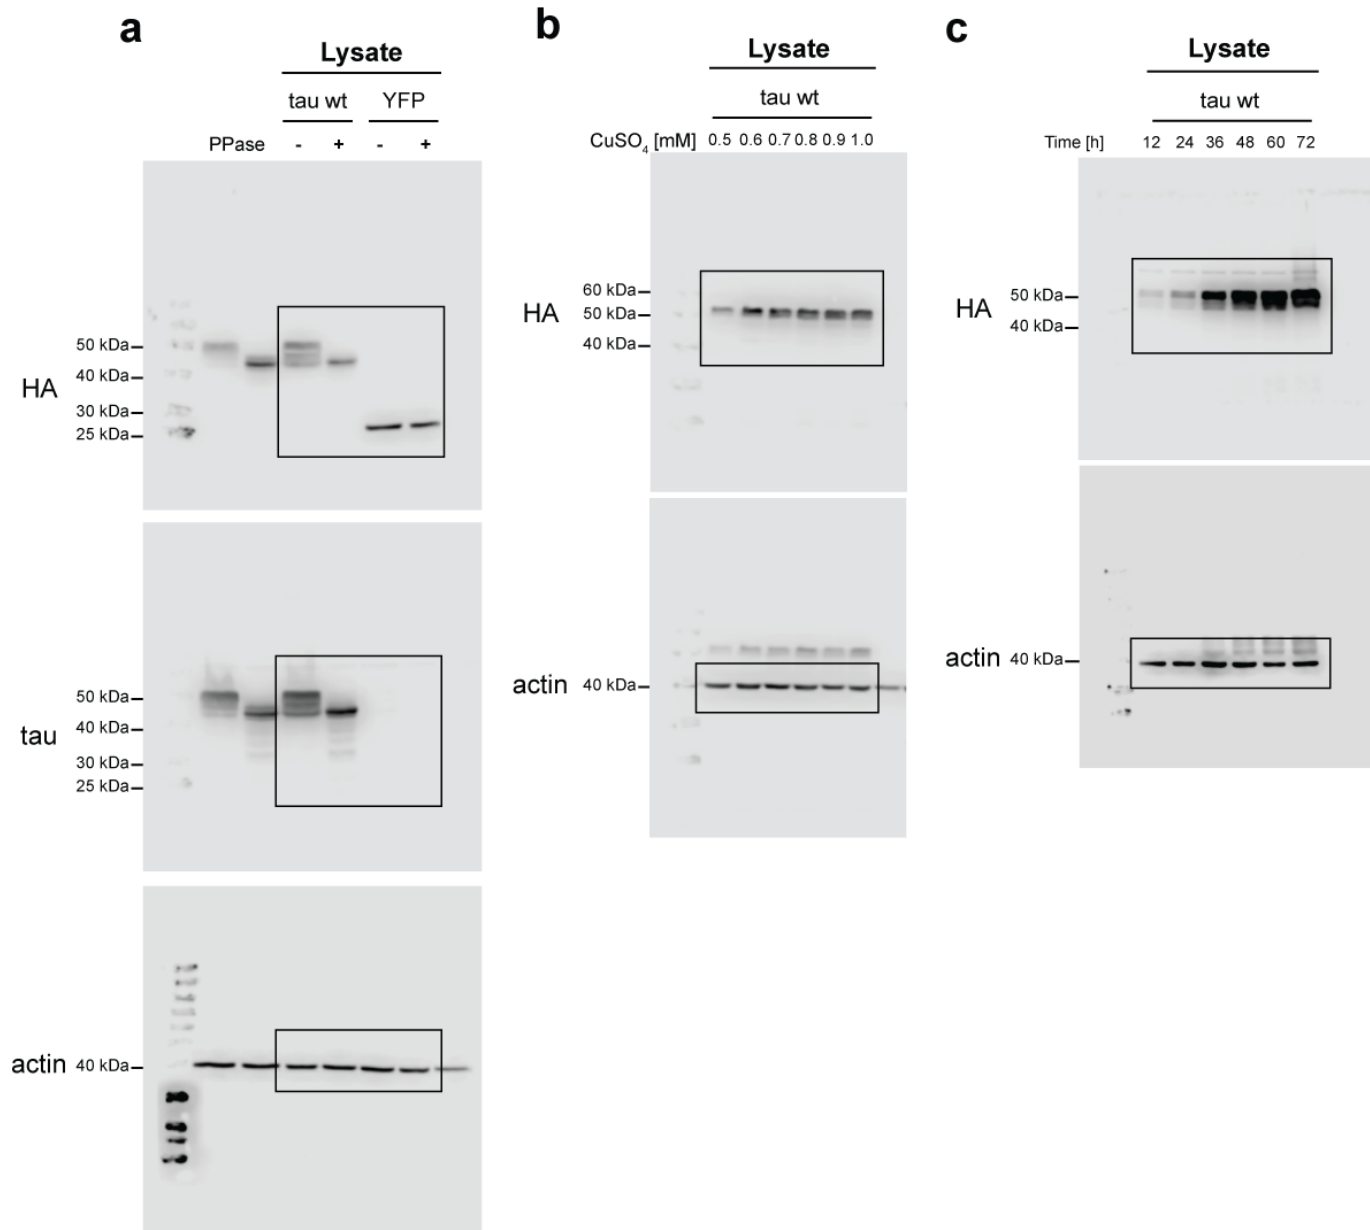 a
Lysate
tau wt YFP
PPase - + - +
HA
50 kDa
40 kDa
30 kDa
25 kDa
tau
50 kDa
40 kDa
30 kDa
25 kDa
actin 40 kDa
b
Lysate
tau wt
CuSO4 [mM] 0.5 0.6 0.7 0.8 0.9 1.0
HA
60 kDa
50 kDa
40 kDa
actin 40 kDa
c
Lysate
tau wt
Time [h] 12 24 36 48 60 72
HA
50 kDa
40 kDa
actin 40 kDa